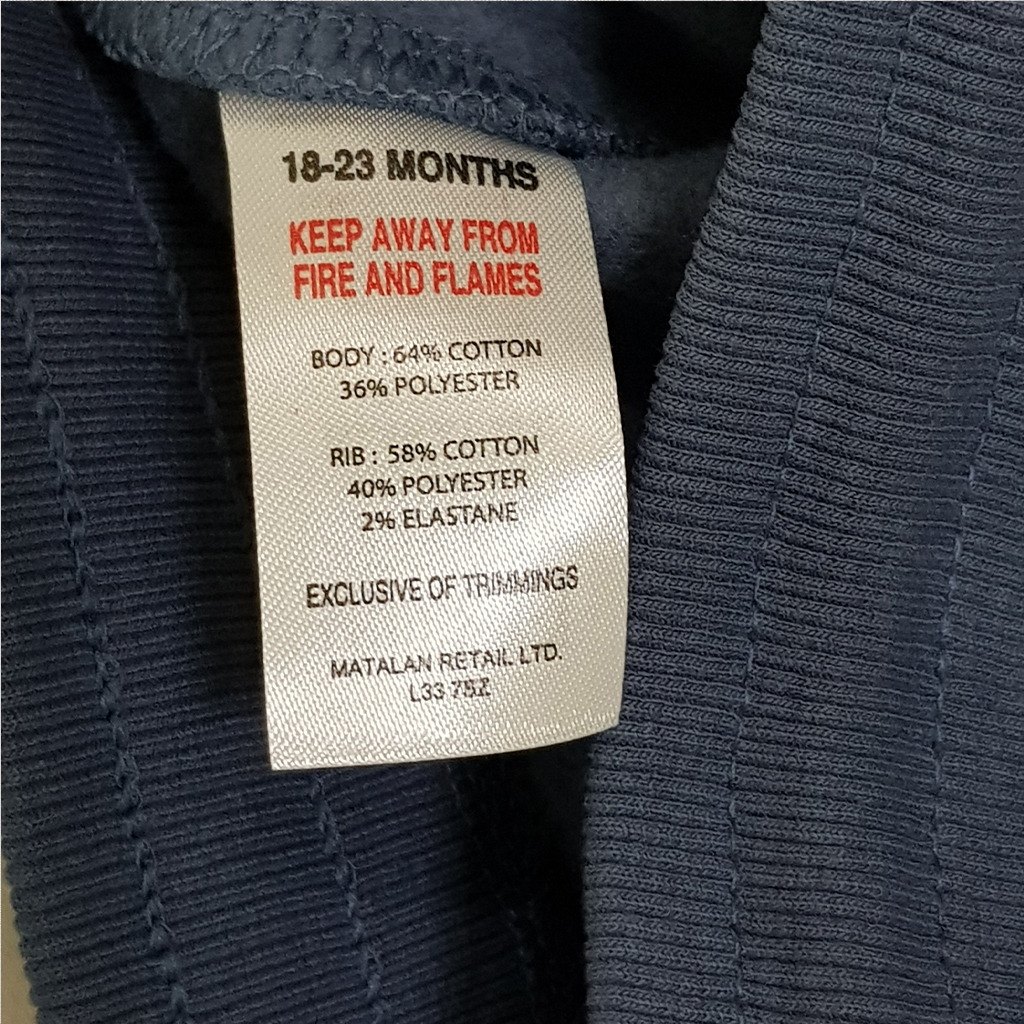 18-23 MONTHS
KEEP AWAY FROM
FIRE AND FLAMES
BODY : 64% COTTON
36% POLYESTER
RIB : 58% COTTON
40% POLYESTER
2% ELASTANE
EXCLUSIVE OF TRIMMINGS
MATALAN RETAIL LTD.
L33 7SZ